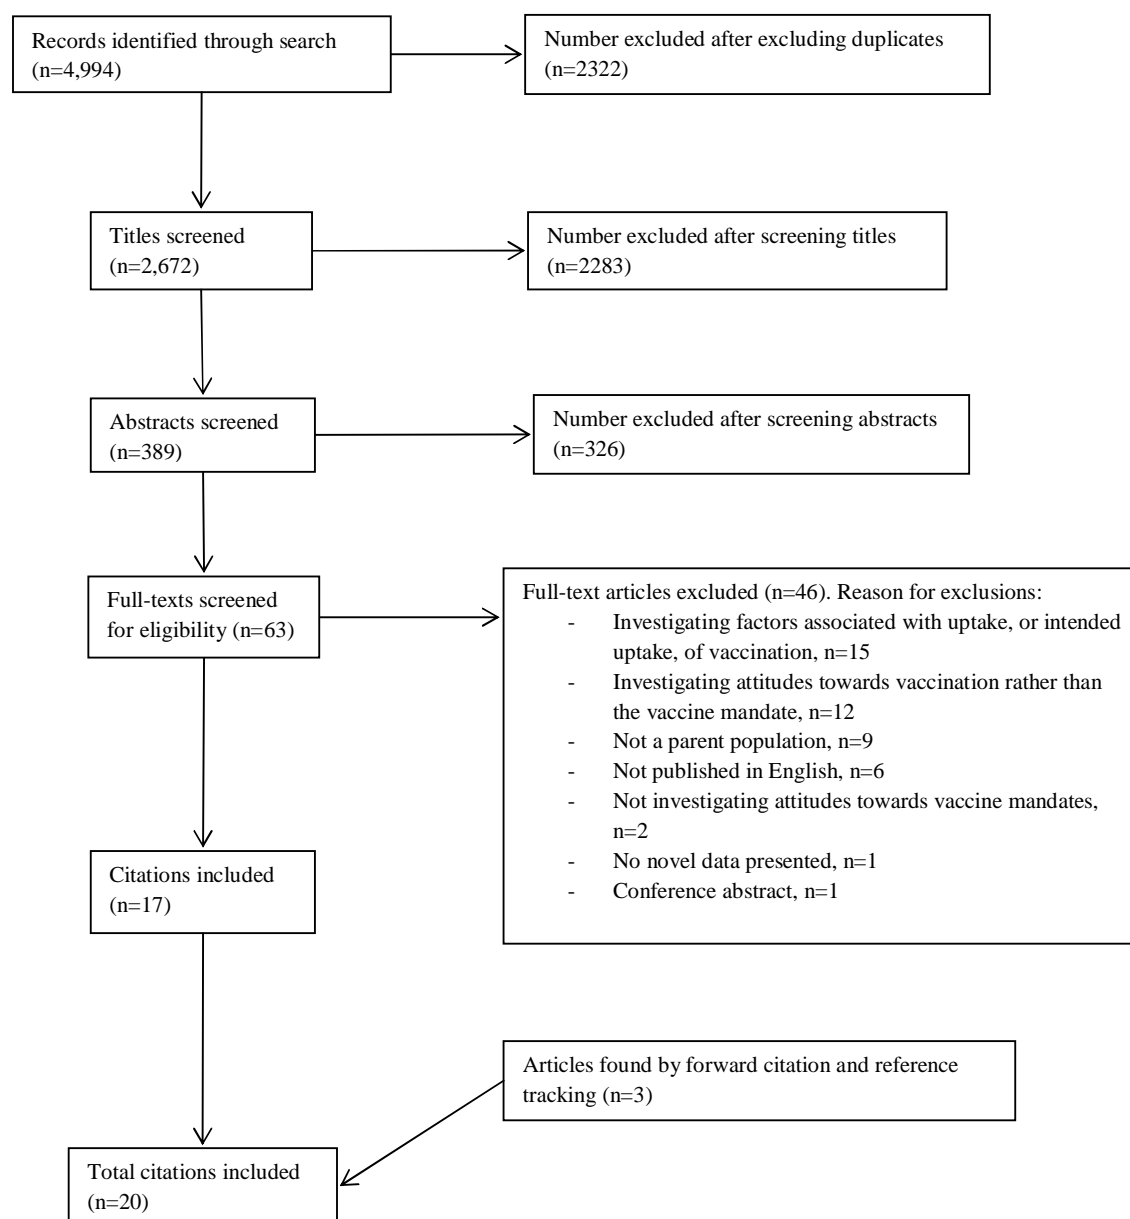 Records identified through search
(n=4,994)
Number excluded after excluding duplicates
(n=2322)
Titles screened
(n=2,672)
Number excluded after screening titles
(n=2283)
Abstracts screened
(n=389)
Number excluded after screening abstracts
(n=326)
Full-texts screened
for eligibility (n=63)
Full-text articles excluded (n=46). Reason for exclusions:
- Investigating factors associated with uptake, or intended
uptake, of vaccination, n=15
- Investigating attitudes towards vaccination rather than
the vaccine mandate, n=12
- Not a parent population, n=9
- Not published in English, n=6
- Not investigating attitudes towards vaccine mandates,
n=2
- No novel data presented, n=1
- Conference abstract, n=1
Citations included
(n=17)
Articles found by forward citation and reference
tracking (n=3)
Total citations included
(n=20)